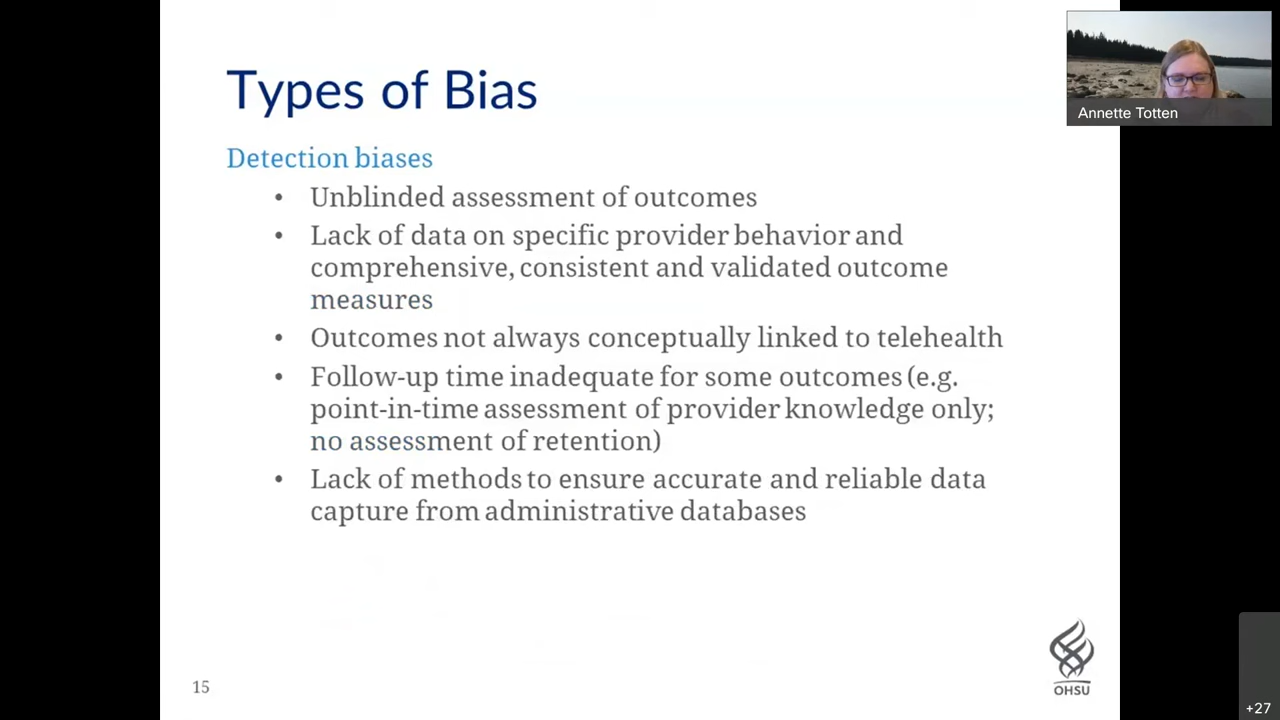 Types of Bias
Annette Totten
Detection biases
• Unblinded assessment of outcomes
• Lack of data on specific provider behavior and
comprehensive, consistent and validated outcome
measures
• Outcomes not always conceptually linked to telehealth
• Follow-up time inadequate for some outcomes (e.g.
point-in-time assessment of provider knowledge only;
no assessment of retention)
• Lack of methods to ensure accurate and reliable data
capture from administrative databases
15
OHSU
+27